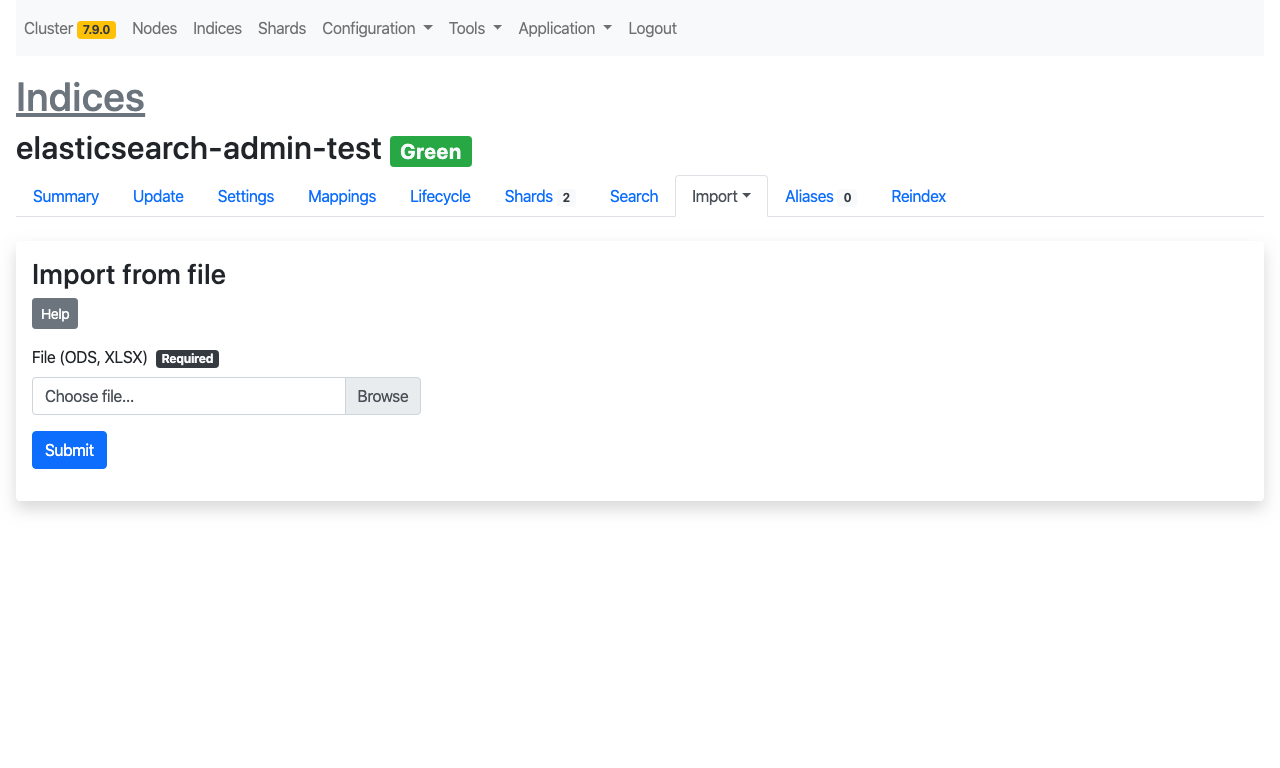 Cluster 7.9.0 Nodes Indices Shards Configuration Tools Application Logout
Indices
elasticsearch-admin-test Green
Summary Update Settings Mappings Lifecycle Shards 2 Search Import Aliases 0 Reindex
Import from file
Help
File (ODS, XLSX) Required
Choose file... Browse
Submit